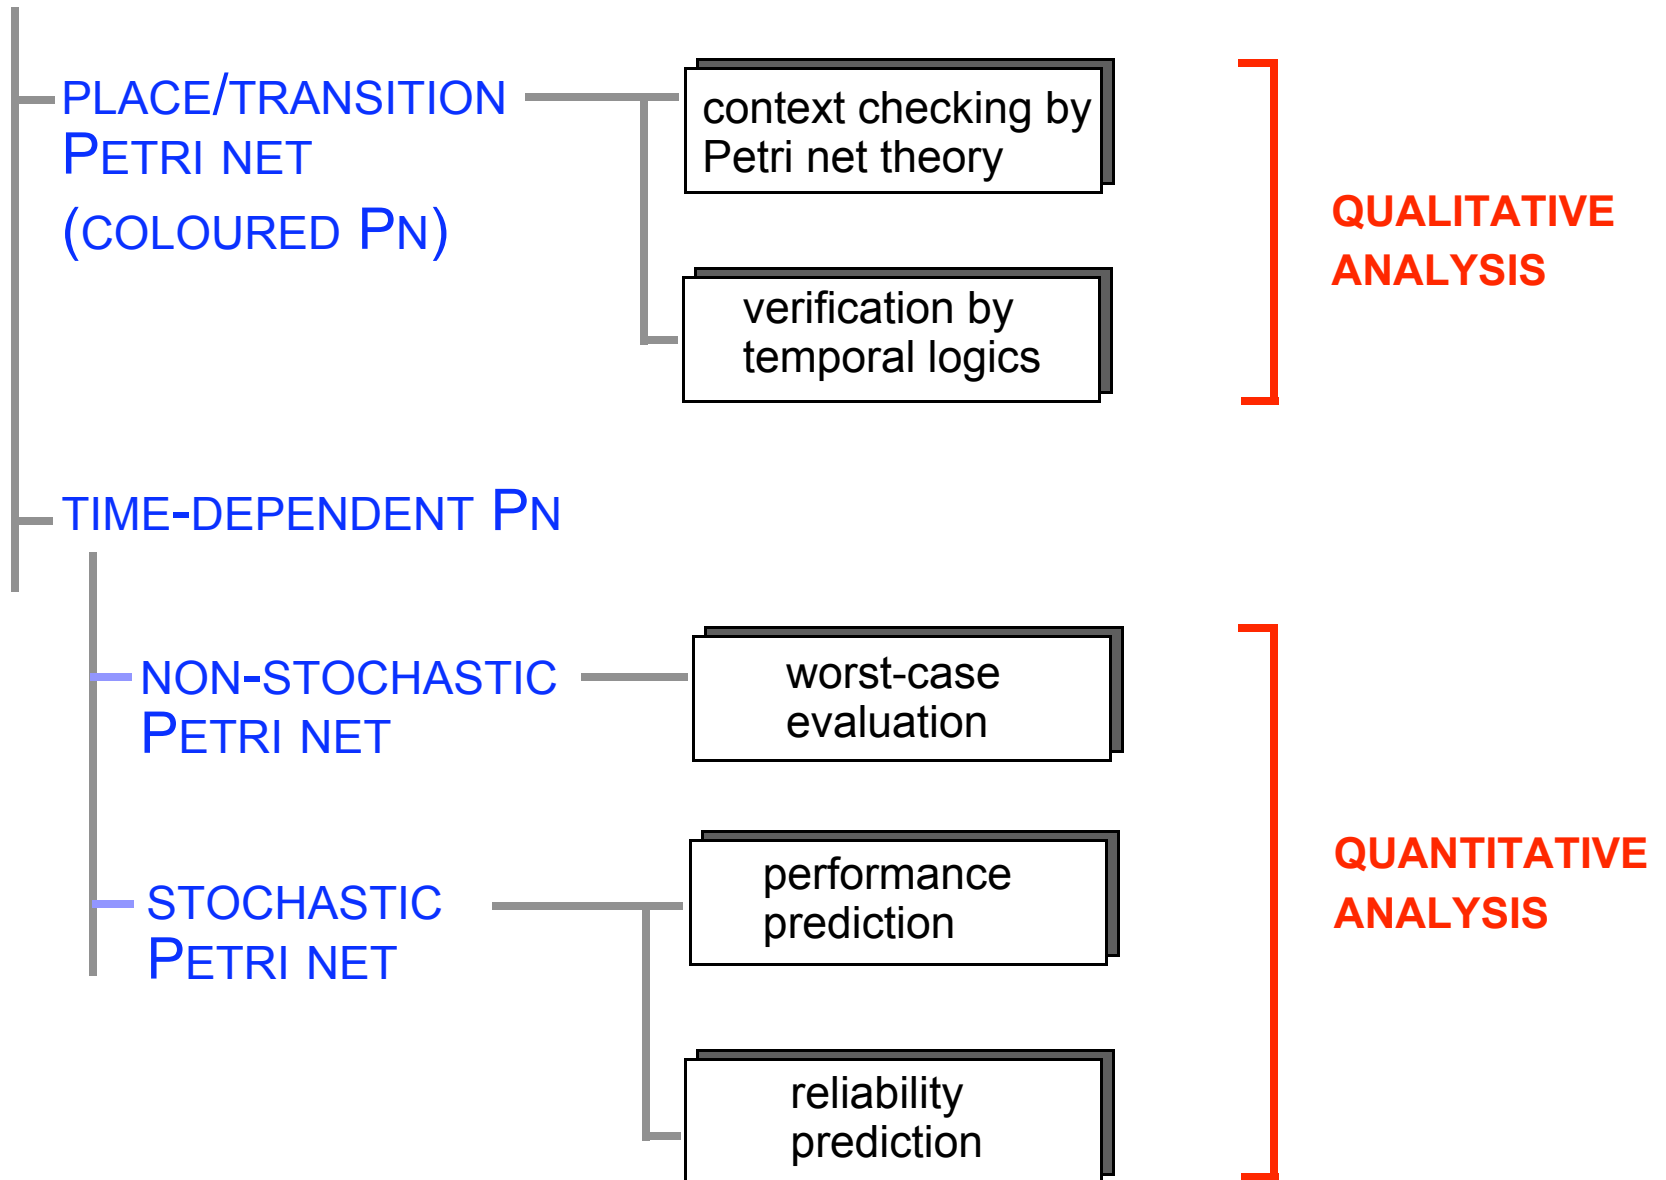 PLACE/TRANSITION
PETRI NET
(COLOURED PN)
context checking by
Petri net theory
verification by
temporal logics
QUALITATIVE
ANALYSIS
TIME-DEPENDENT PN
NON-STOCHASTIC
PETRI NET
worst-case
evaluation
STOCHASTIC
PETRI NET
performance
prediction
reliability
prediction
QUANTITATIVE
ANALYSIS